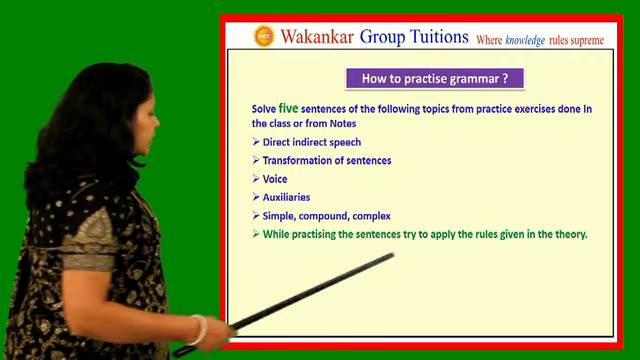 Wakankar Group Tuitions Where knowledge rules supreme
How to practise grammar ?
Solve five sentences of the following topics from practice exercises done In
the class or from Notes
➢ Direct indirect speech
➢ Transformation of sentences
➢ Voice
➢ Auxiliaries
➢ Simple, compound, complex
➢ While practising the sentences try to apply the rules given in the theory.